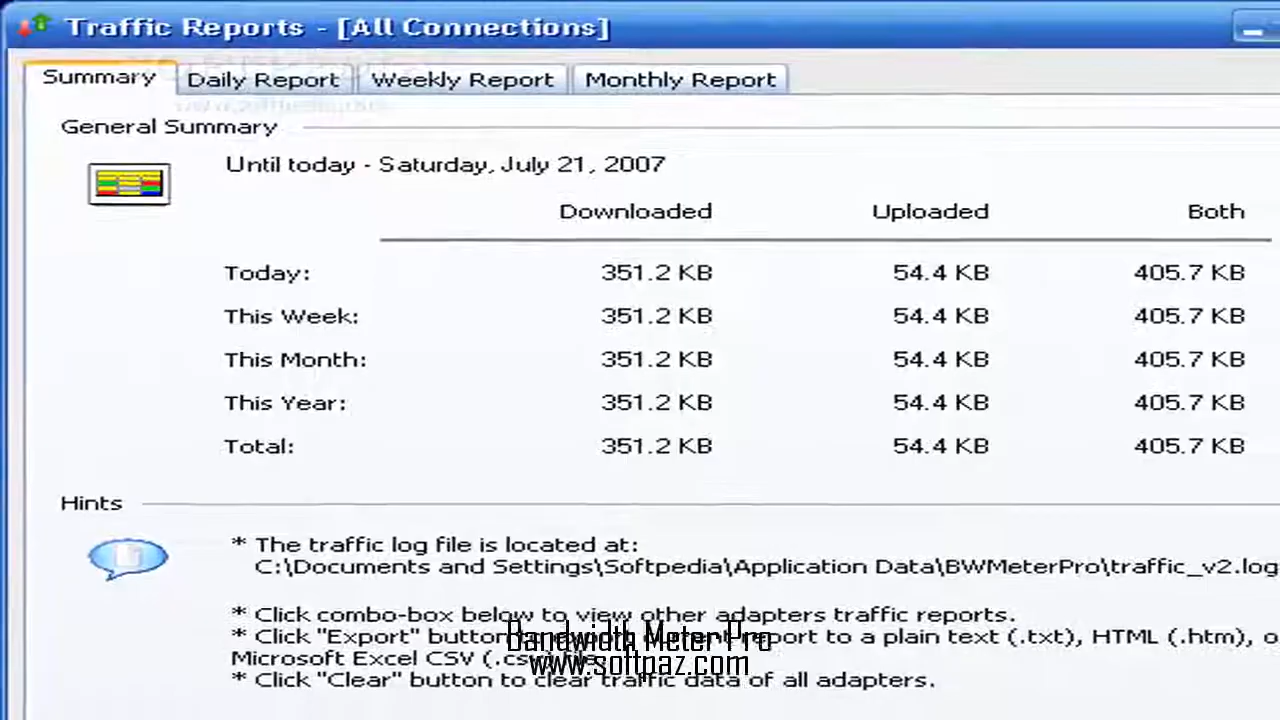 Traffic Reports - [All Connections]
Summary Daily Report Weekly Report Monthly Report
General Summary
Until today - Saturday, July 21, 2007
Downloaded Uploaded Both
Today: 351.2 KB 54.4 KB 405.7 KB
This Week: 351.2 KB 54.4 KB 405.7 KB
This Month: 351.2 KB 54.4 KB 405.7 KB
This Year: 351.2 KB 54.4 KB 405.7 KB
Total: 351.2 KB 54.4 KB 405.7 KB
Hints
* The traffic log file is located at:
C:\Documents and Settings\Softpedia\Application Data\BWMeterPro\traffic_v2.log
* Click combo-box below to view other adapters traffic reports.
* Click "Export" button report to a plain text (.txt), HTML (.htm), o
Bandwidth Meter Pro
Microsoft Excel CSV (.csv) file
www.softpaz.com
* Click "Clear" button to clear traffic data of all adapters.